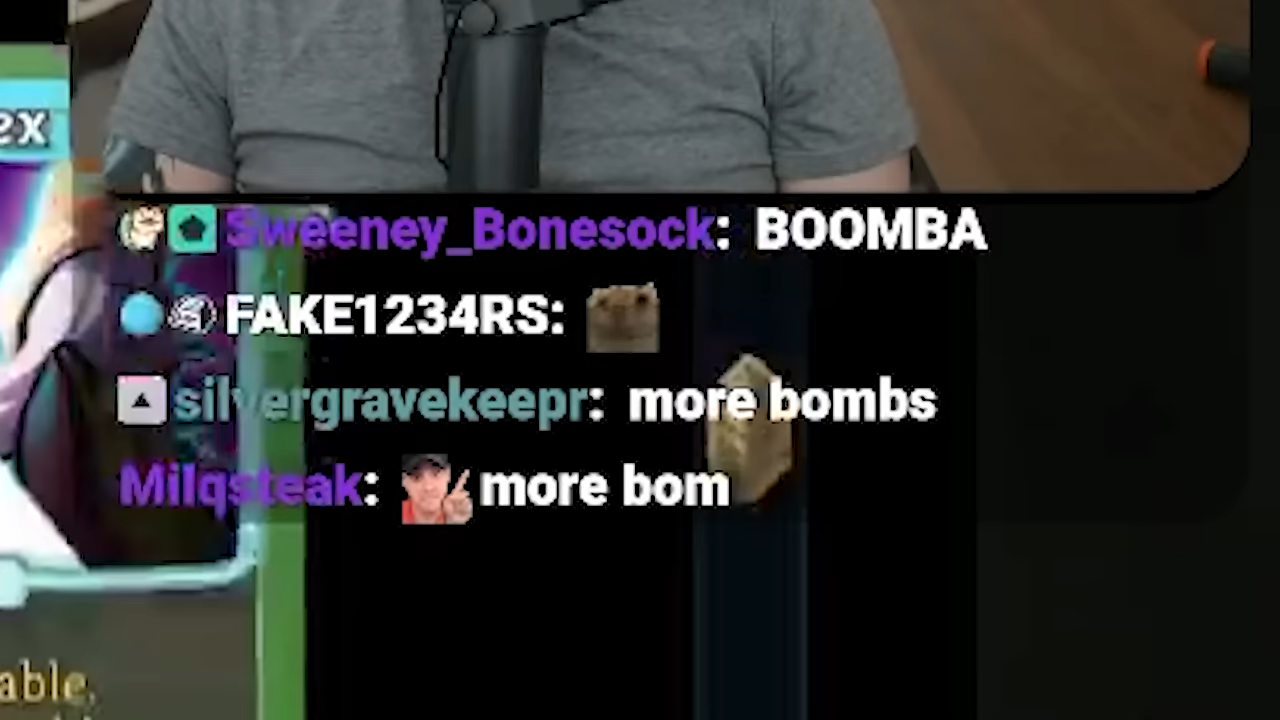 ex
Sweeney_Bonesock: BOOMBA
FAKE1234RS:
silvergravekeepr: more bombs
Milqsteak: more bom
able,